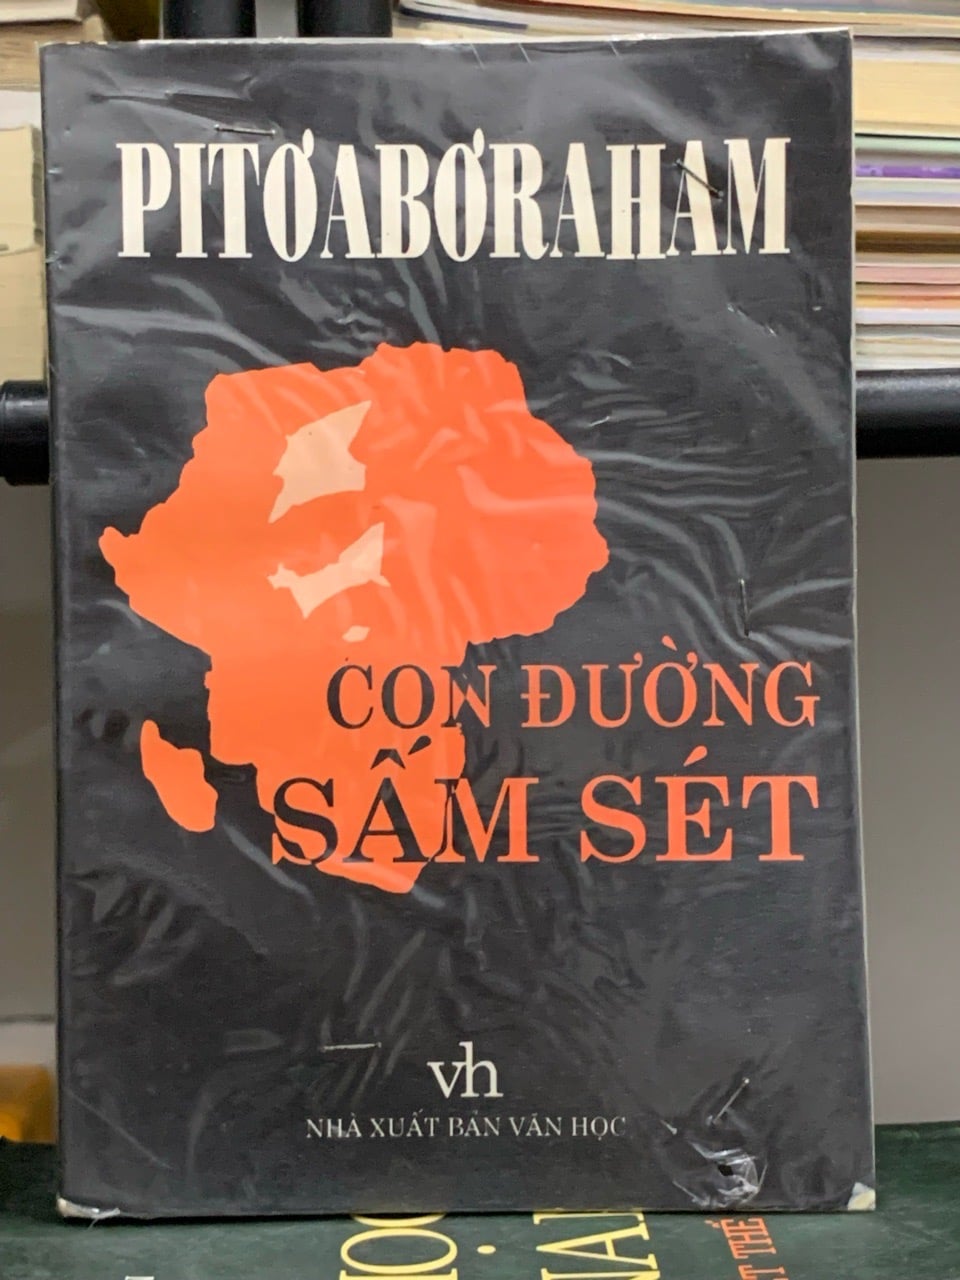 PITƠABƠRAHAM
CON ĐƯỜNG
SẤM SÉT
vh
NHÀ XUẤT BẢN VĂN HỌC